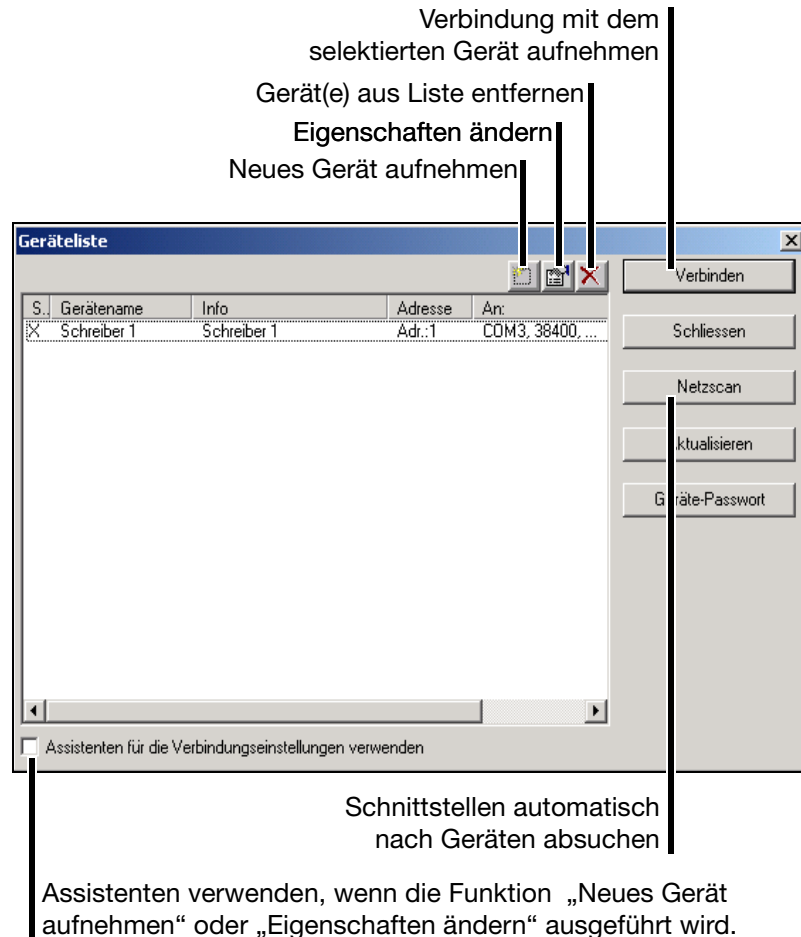 Verbindung mit dem
selektierten Gerät aufnehmen
Gerät(e) aus Liste entfernen
Eigenschaften ändern
Neues Gerät aufnehmen
Geräteliste
Verbinden
S.. Gerätename Info Adresse An:
X Schreiber 1 Schreiber 1 Adr.:1 COM3, 38400, ...
Schliessen
Netzscan
ktualisieren
G räte-Passwort
Assistenten für die Verbindungseinstellungen verwenden
Schnittstellen automatisch
nach Geräten absuchen
Assistenten verwenden, wenn die Funktion „Neues Gerät
aufnehmen“ oder „Eigenschaften ändern“ ausgeführt wird.